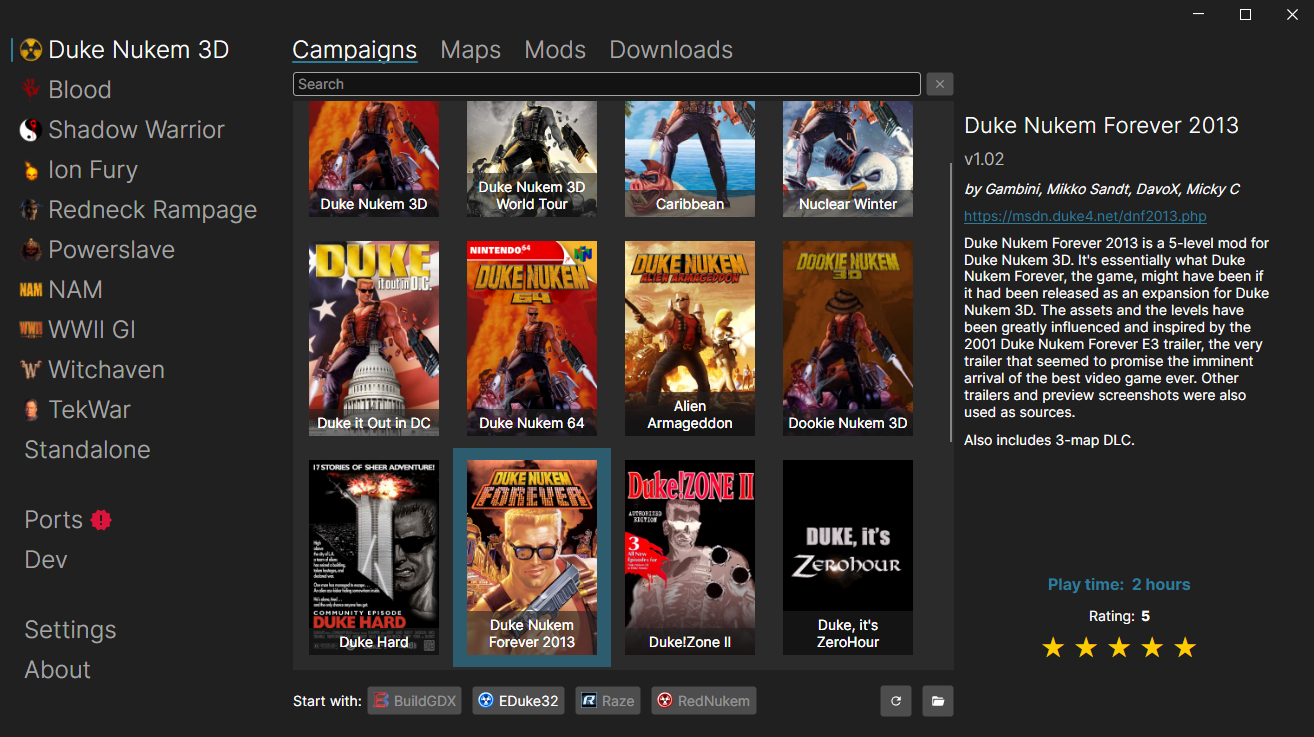 Duke Nukem 3D
Blood
Shadow Warrior
Ion Fury
Redneck Rampage
Powerslave
NAM
NAM
WWII
WWII GI
Witchaven
TekWar
Standalone
Ports
Dev
Settings
About
Campaigns Maps Mods Downloads
Search
Duke Nukem 3D
Duke Nukem 3D
World Tour
Caribbean
Nuclear Winter
DUKE
it out in D.C.
Duke it Out in DC
NINTENDO 64
DUKE NUKEM
64
Duke Nukem 64
DUKE NUKEM
ALIEN ARMAGEDDON
Alien
Armageddon
DOOKIE NUKEM
3D
Dookie Nukem 3D
17 STORIES OF SHEER ADVENTURE!
COMMUNITY EPISODE
DUKE HARD
Duke Hard
DUKE NUKEM
FOREVER
Duke Nukem
Forever 2013
Duke!ZONE II
AUTHORIZED
EDITION
3
Duke!Zone II
DUKE, it's
ZEROHOUR
Duke, it's
ZeroHour
Start with: BuildGDX EDuke32 Raze RedNukem
Duke Nukem Forever 2013
v1.02
by Gambini, Mikko Sandt, DavoX, Micky C
https://msdn.duke4.net/dnf2013.php
Duke Nukem Forever 2013 is a 5-level mod for
Duke Nukem 3D. It's essentially what Duke
Nukem Forever, the game, might have been if
it had been released as an expansion for Duke
Nukem 3D. The assets and the levels have
been greatly influenced and inspired by the
2001 Duke Nukem Forever E3 trailer, the very
trailer that seemed to promise the imminent
arrival of the best video game ever. Other
trailers and preview screenshots were also
used as sources.
Also includes 3-map DLC.
Play time: 2 hours
Rating: 5